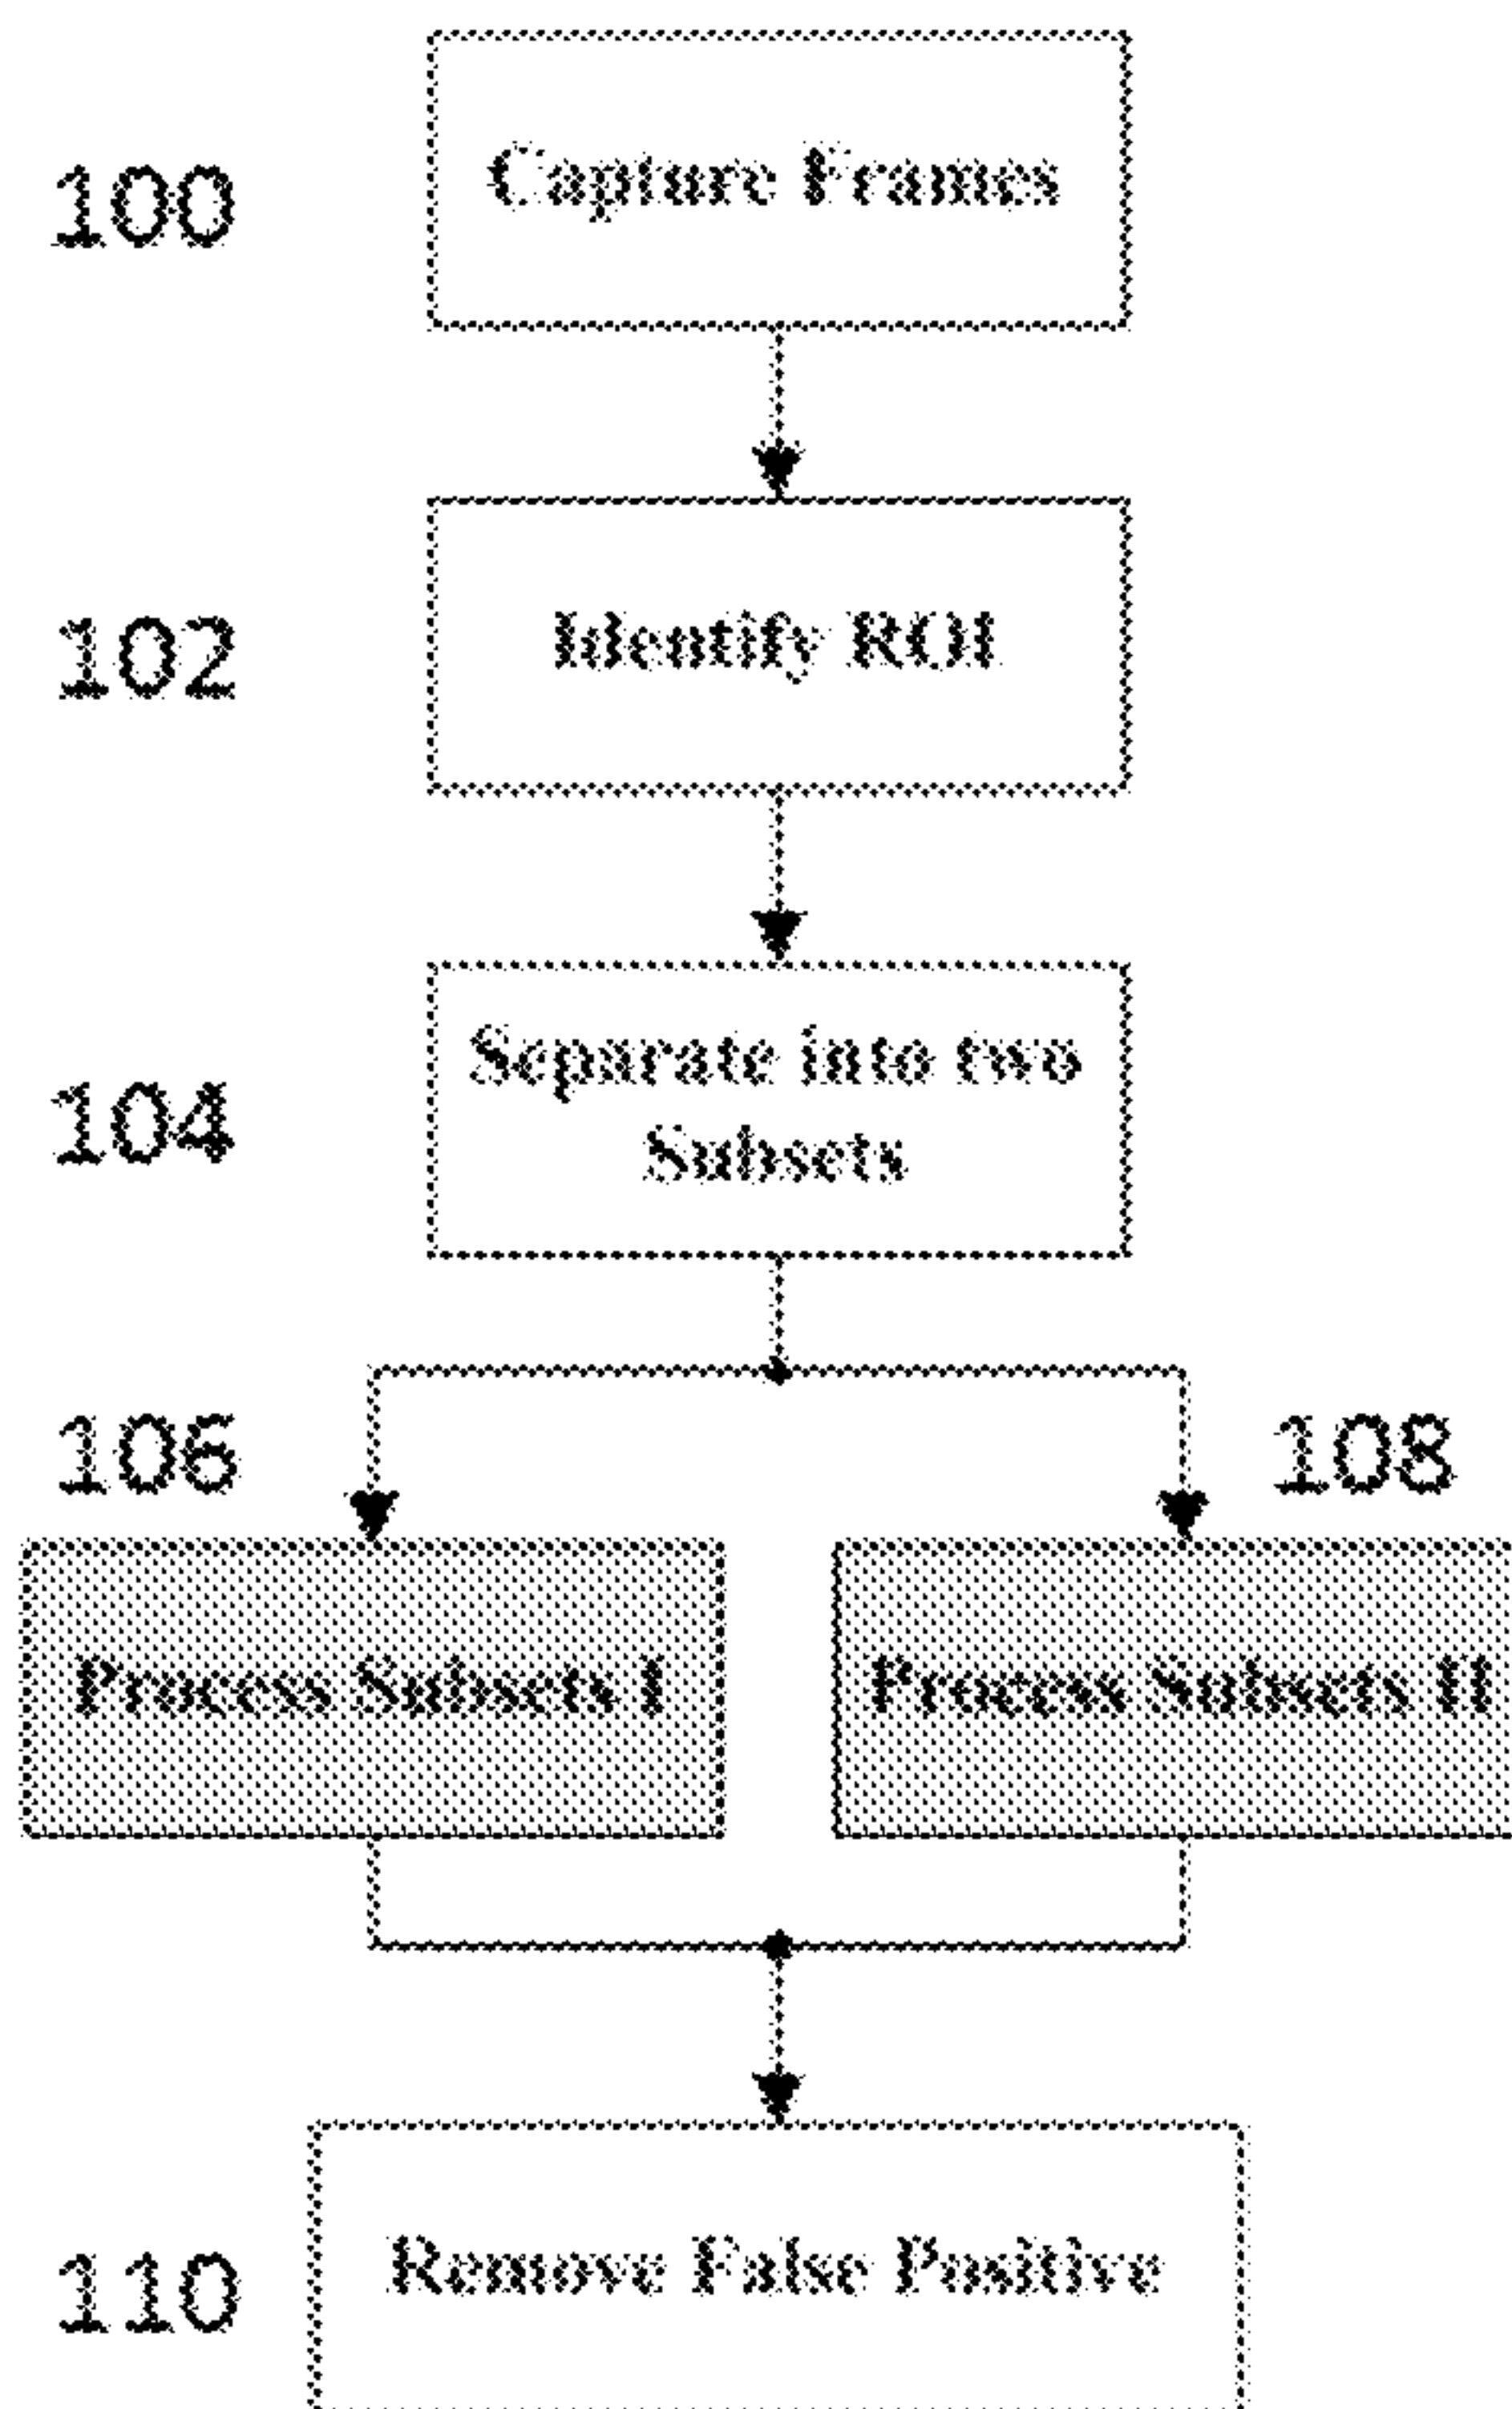 100
Capture Frames
102
Identify ROI
104
Separate into two
Subsets
106
108
Process Subsets I
Process Subsets II
110
Remove False Positive